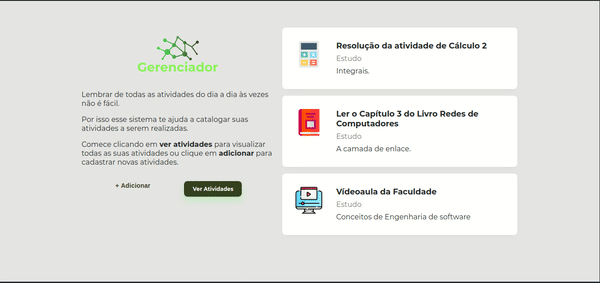 Gerenciador
Lembrar de todas as atividades do dia a dia às vezes
não é fácil.
Por isso esse sistema te ajuda a catalogar suas
atividades a serem realizadas.
Comece clicando em ver atividades para visualizar
todas as suas atividades ou clique em adicionar para
cadastrar novas atividades.
+ Adicionar
Ver Atividades
Resolução da atividade de Cálculo 2
Estudo
Integrais.
Ler o Capítulo 3 do Livro Redes de
Computadores
Estudo
A camada de enlace.
Vídeoaula da Faculdade
Estudo
Conceitos de Engenharia de software